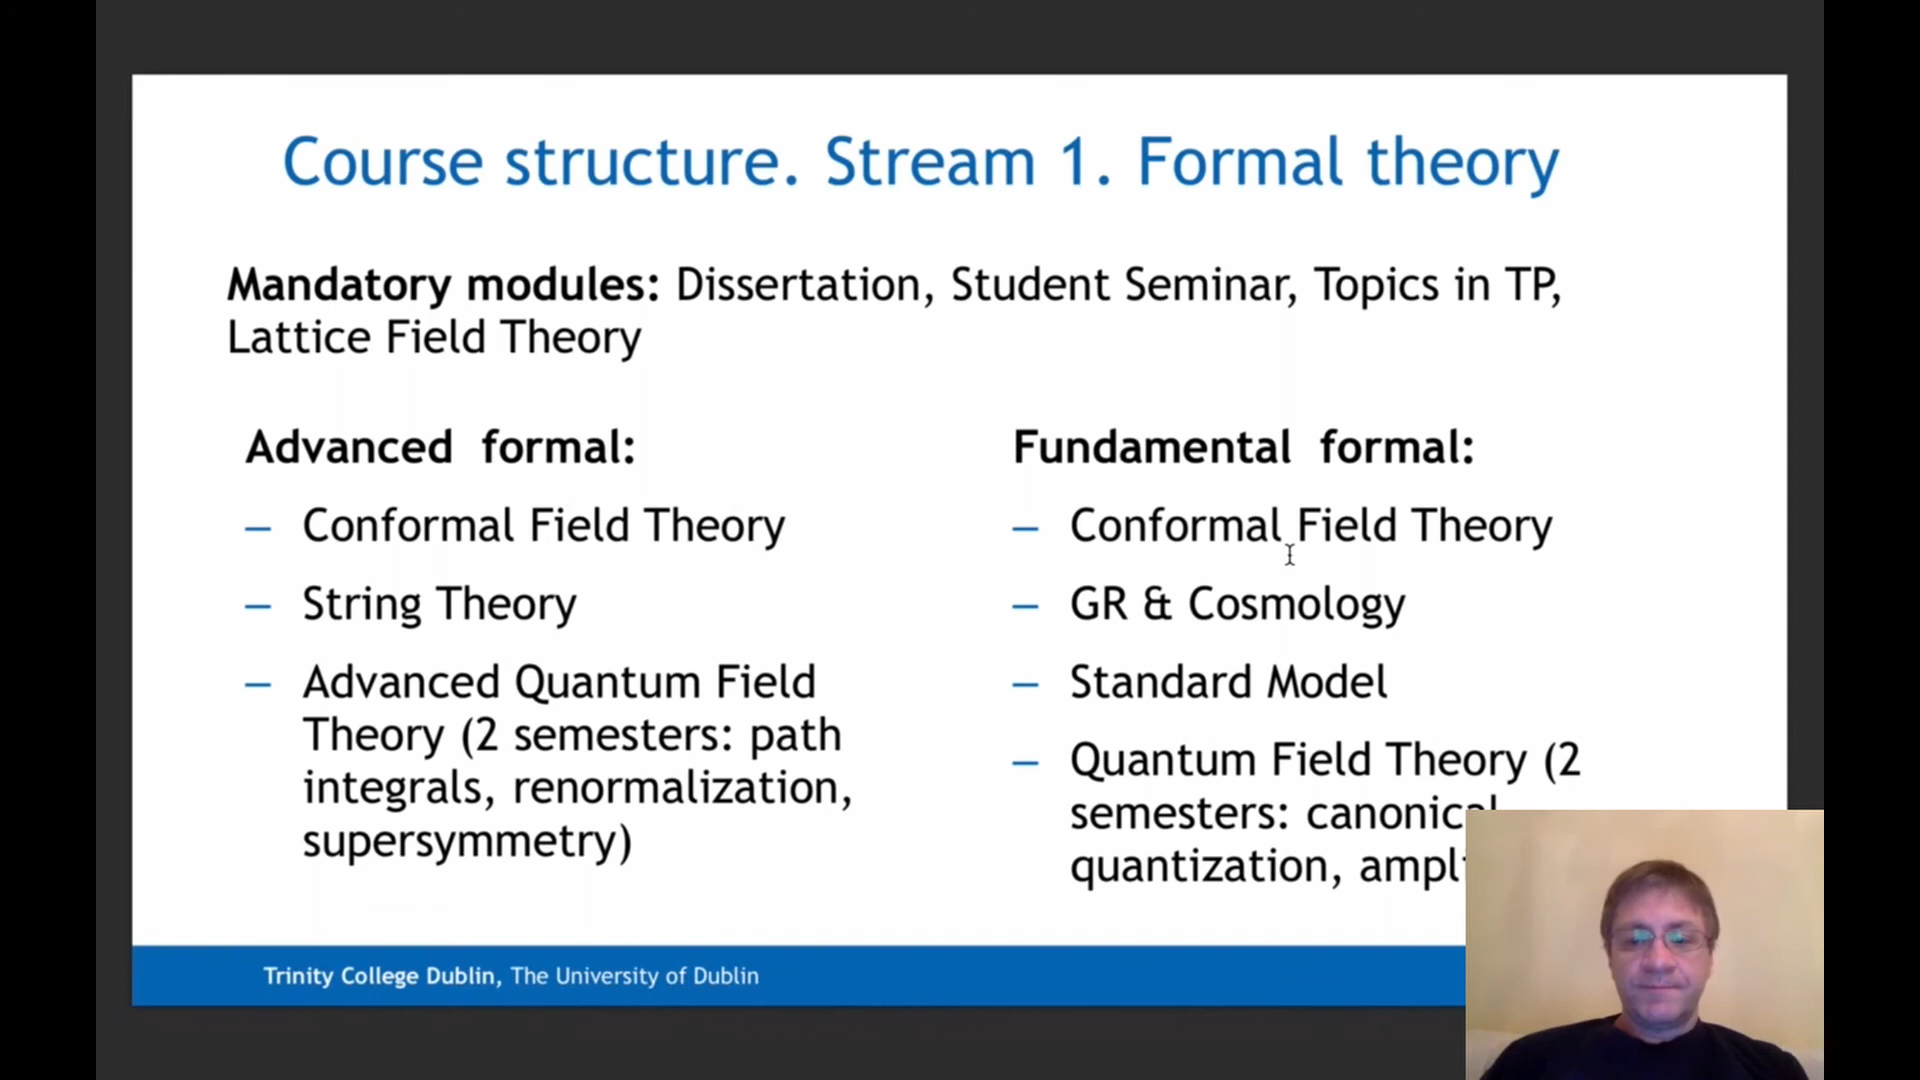 Course structure. Stream 1. Formal theory
Mandatory modules: Dissertation, Student Seminar, Topics in TP,
Lattice Field Theory
Advanced formal:
– Conformal Field Theory
– String Theory
– Advanced Quantum Field
Theory (2 semesters: path
integrals, renormalization,
supersymmetry)
Fundamental formal:
– Conformal Field Theory
– GR & Cosmology
– Standard Model
– Quantum Field Theory (2
semesters: canonical
quantization,
Trinity College Dublin, The University of Dublin